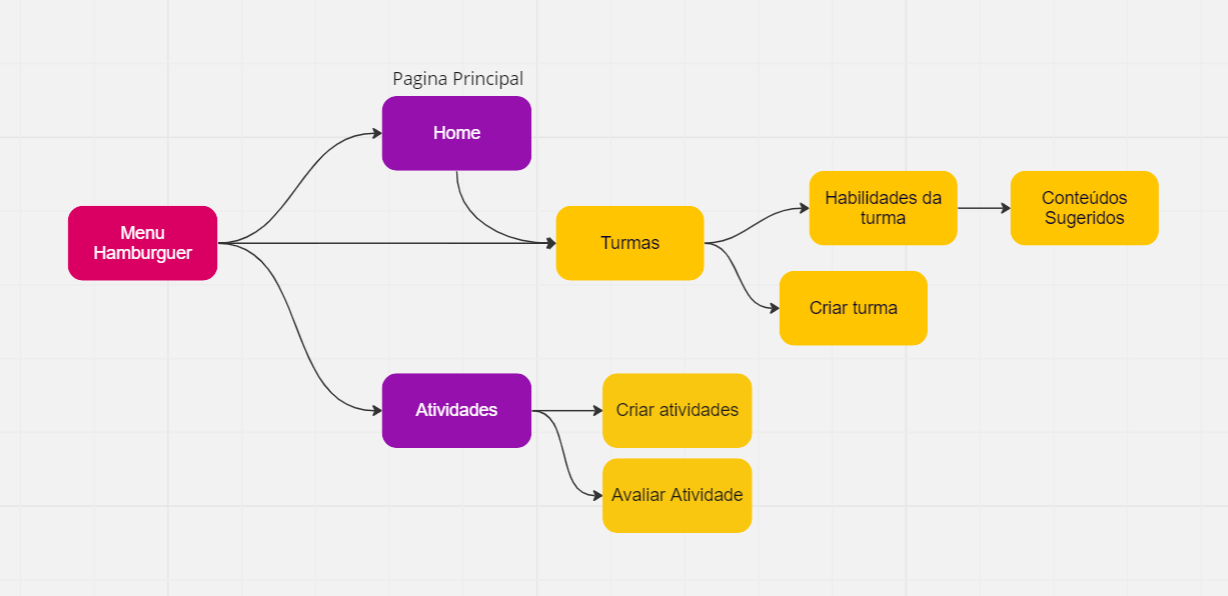 Pagina Principal
Home
Menu
Hamburguer
Turmas
Habilidades da
turma
Conteúdos
Sugeridos
Criar turma
Atividades
Criar atividades
Avaliar Atividade